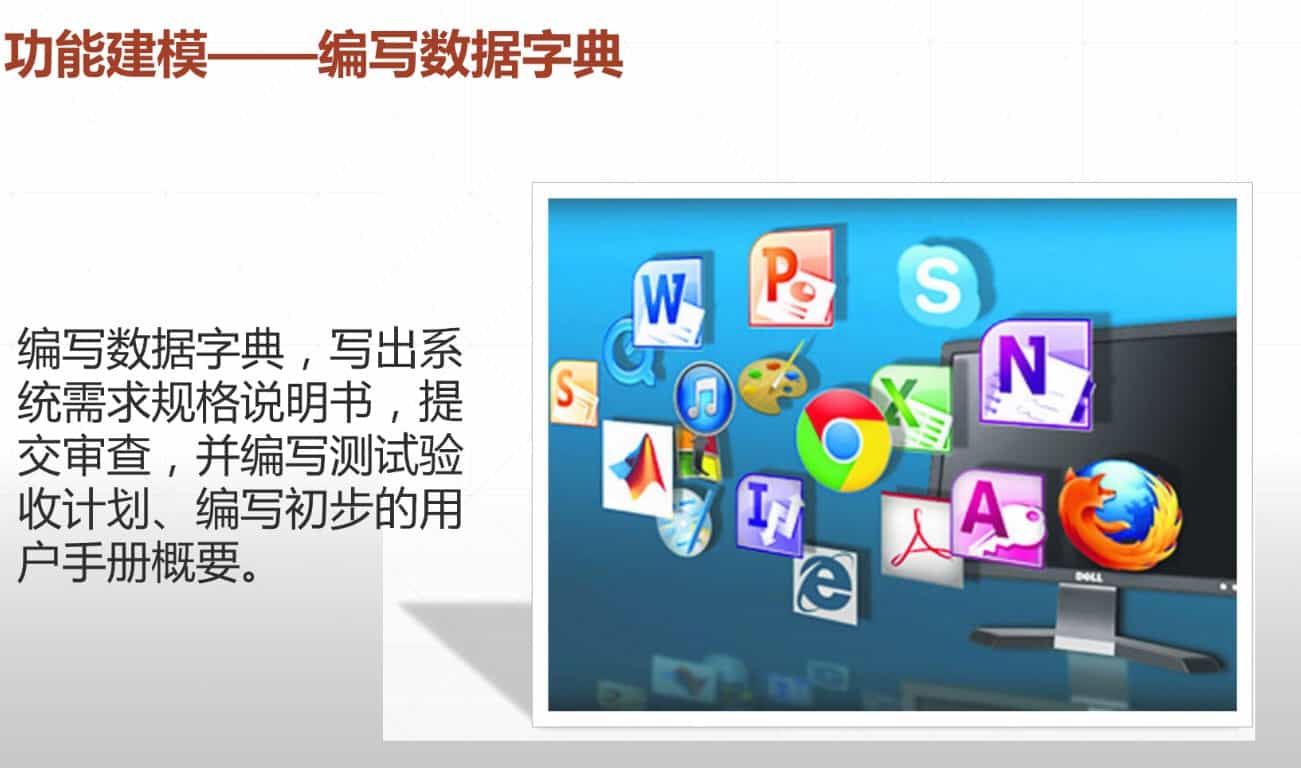 功能建模——编写数据字典
编写数据字典，写出系
统需求规格说明书，提
交审查，并编写测试验
收计划、编写初步的用
户手册概要。
W
P
S
N
S
X
I
A
DELL